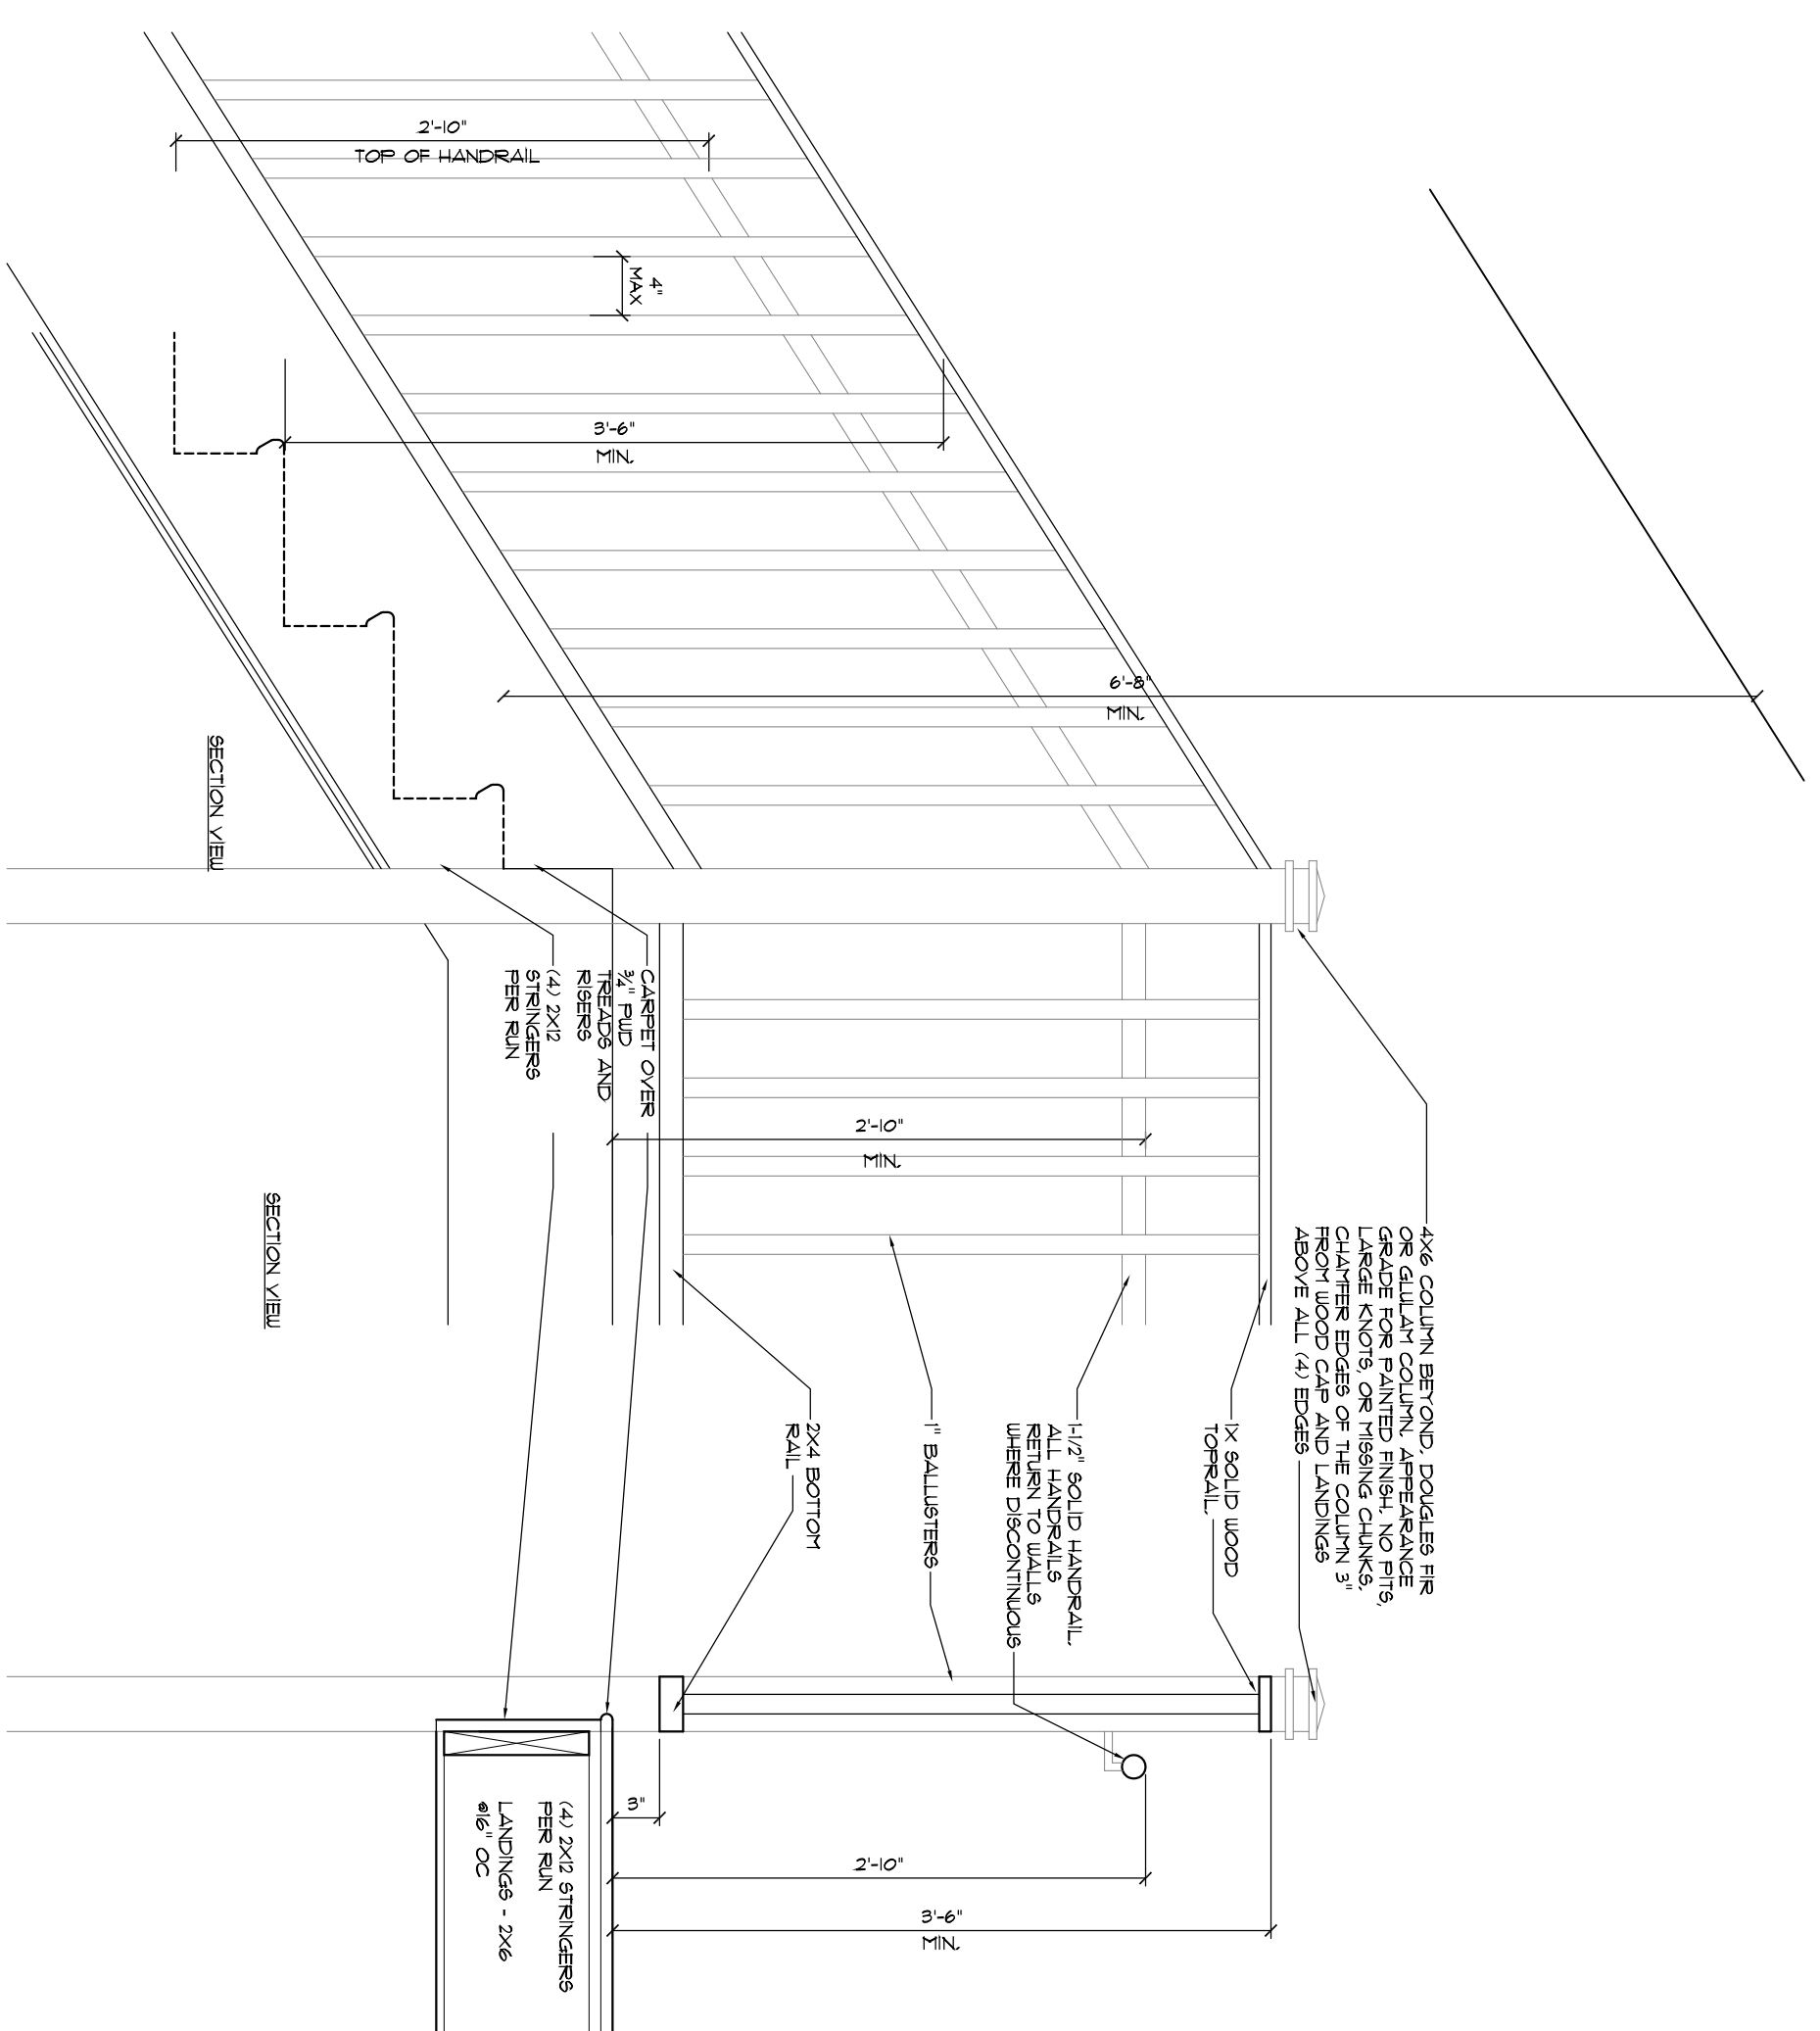 2'-10"
TOP OF HANDRAIL
4"
MAX
3'-6"
MIN.
6'-8"
MIN.
SECTION VIEW
CARPET OVER
3/4" PWD
TREADS AND
RISERS
(4) 2X12
STRINGERS
PER RUN
2'-10"
MIN.
SECTION VIEW
4X6 COLUMN BEYOND, DOUGLES FIR
OR GLULAM COLUMN, APPEARANCE
GRADE FOR PAINTED FINISH, NO PITS,
LARGE KNOTS, OR MISSING CHUNKS.
CHAMFER EDGES OF THE COLUMN 3"
FROM WOOD CAP AND LANDINGS
ABOVE ALL (4) EDGES
1X SOLID WOOD
TOPRAIL.
1-1/2" SOLID HANDRAIL.
ALL HANDRAILS
RETURN TO WALLS
WHERE DISCONTINUOUS
1" BALLUSTERS
2X4 BOTTOM
RAIL
3"
2'-10"
3'-6"
MIN.
(4) 2X12 STRINGERS
PER RUN
LANDINGS - 2X6
@16" OC